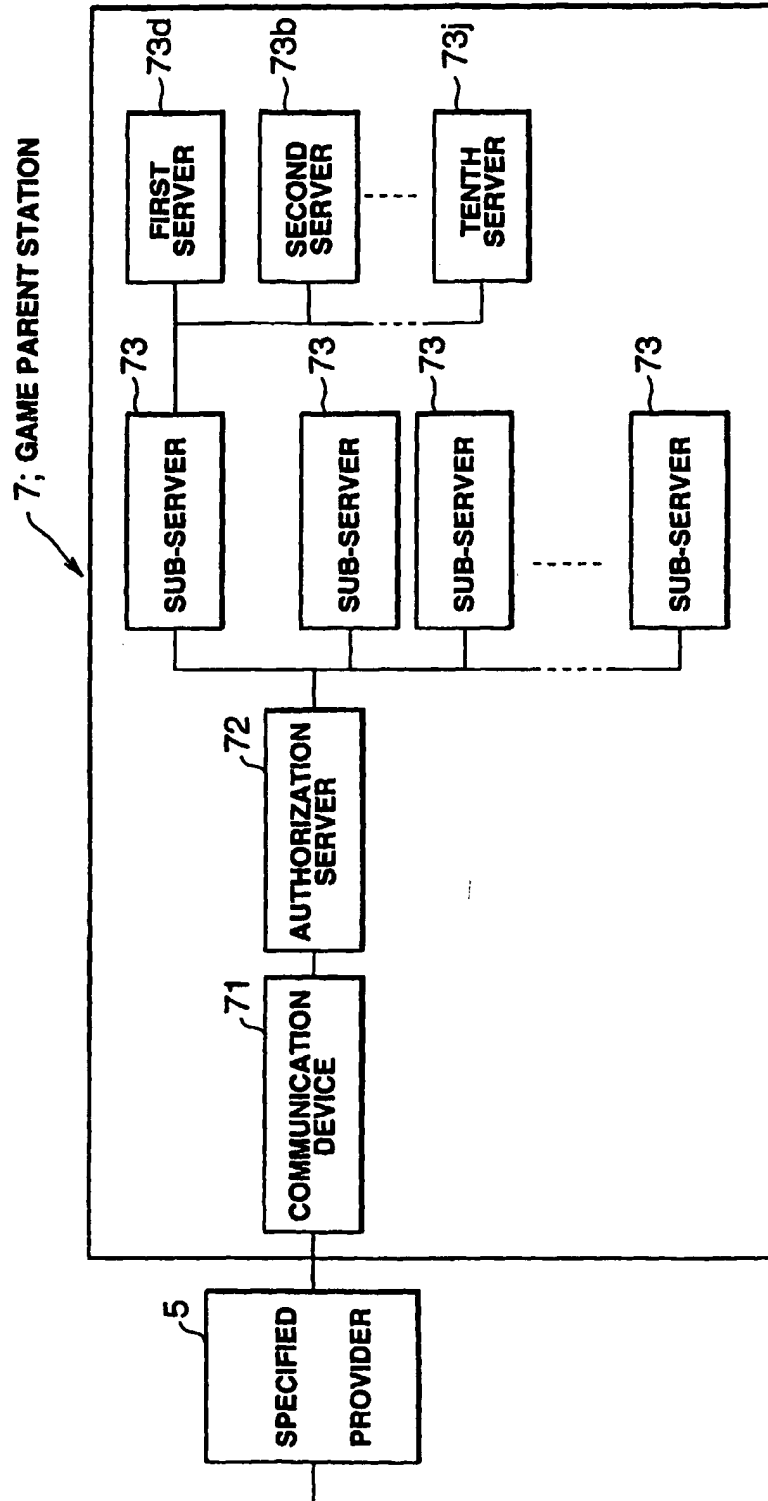 7; GAME PARENT STATION
5
SPECIFIED
PROVIDER
71
COMMUNICATION
DEVICE
72
AUTHORIZATION
SERVER
73
SUB-SERVER
73
SUB-SERVER
73
SUB-SERVER
73
SUB-SERVER
73d
FIRST
SERVER
73b
SECOND
SERVER
73j
TENTH
SERVER